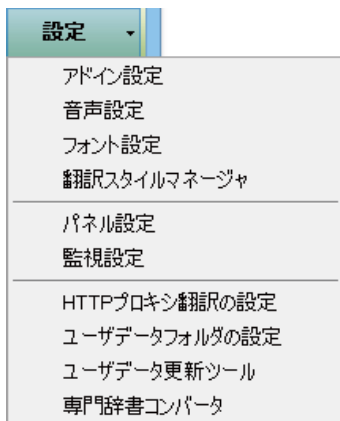 設定
アドイン設定
音声設定
フォント設定
翻訳スタイルマネージャ
パネル設定
監視設定
HTTPプロキシ翻訳の設定
ユーザデータフォルダの設定
ユーザデータ更新ツール
専門辞書コンバータ